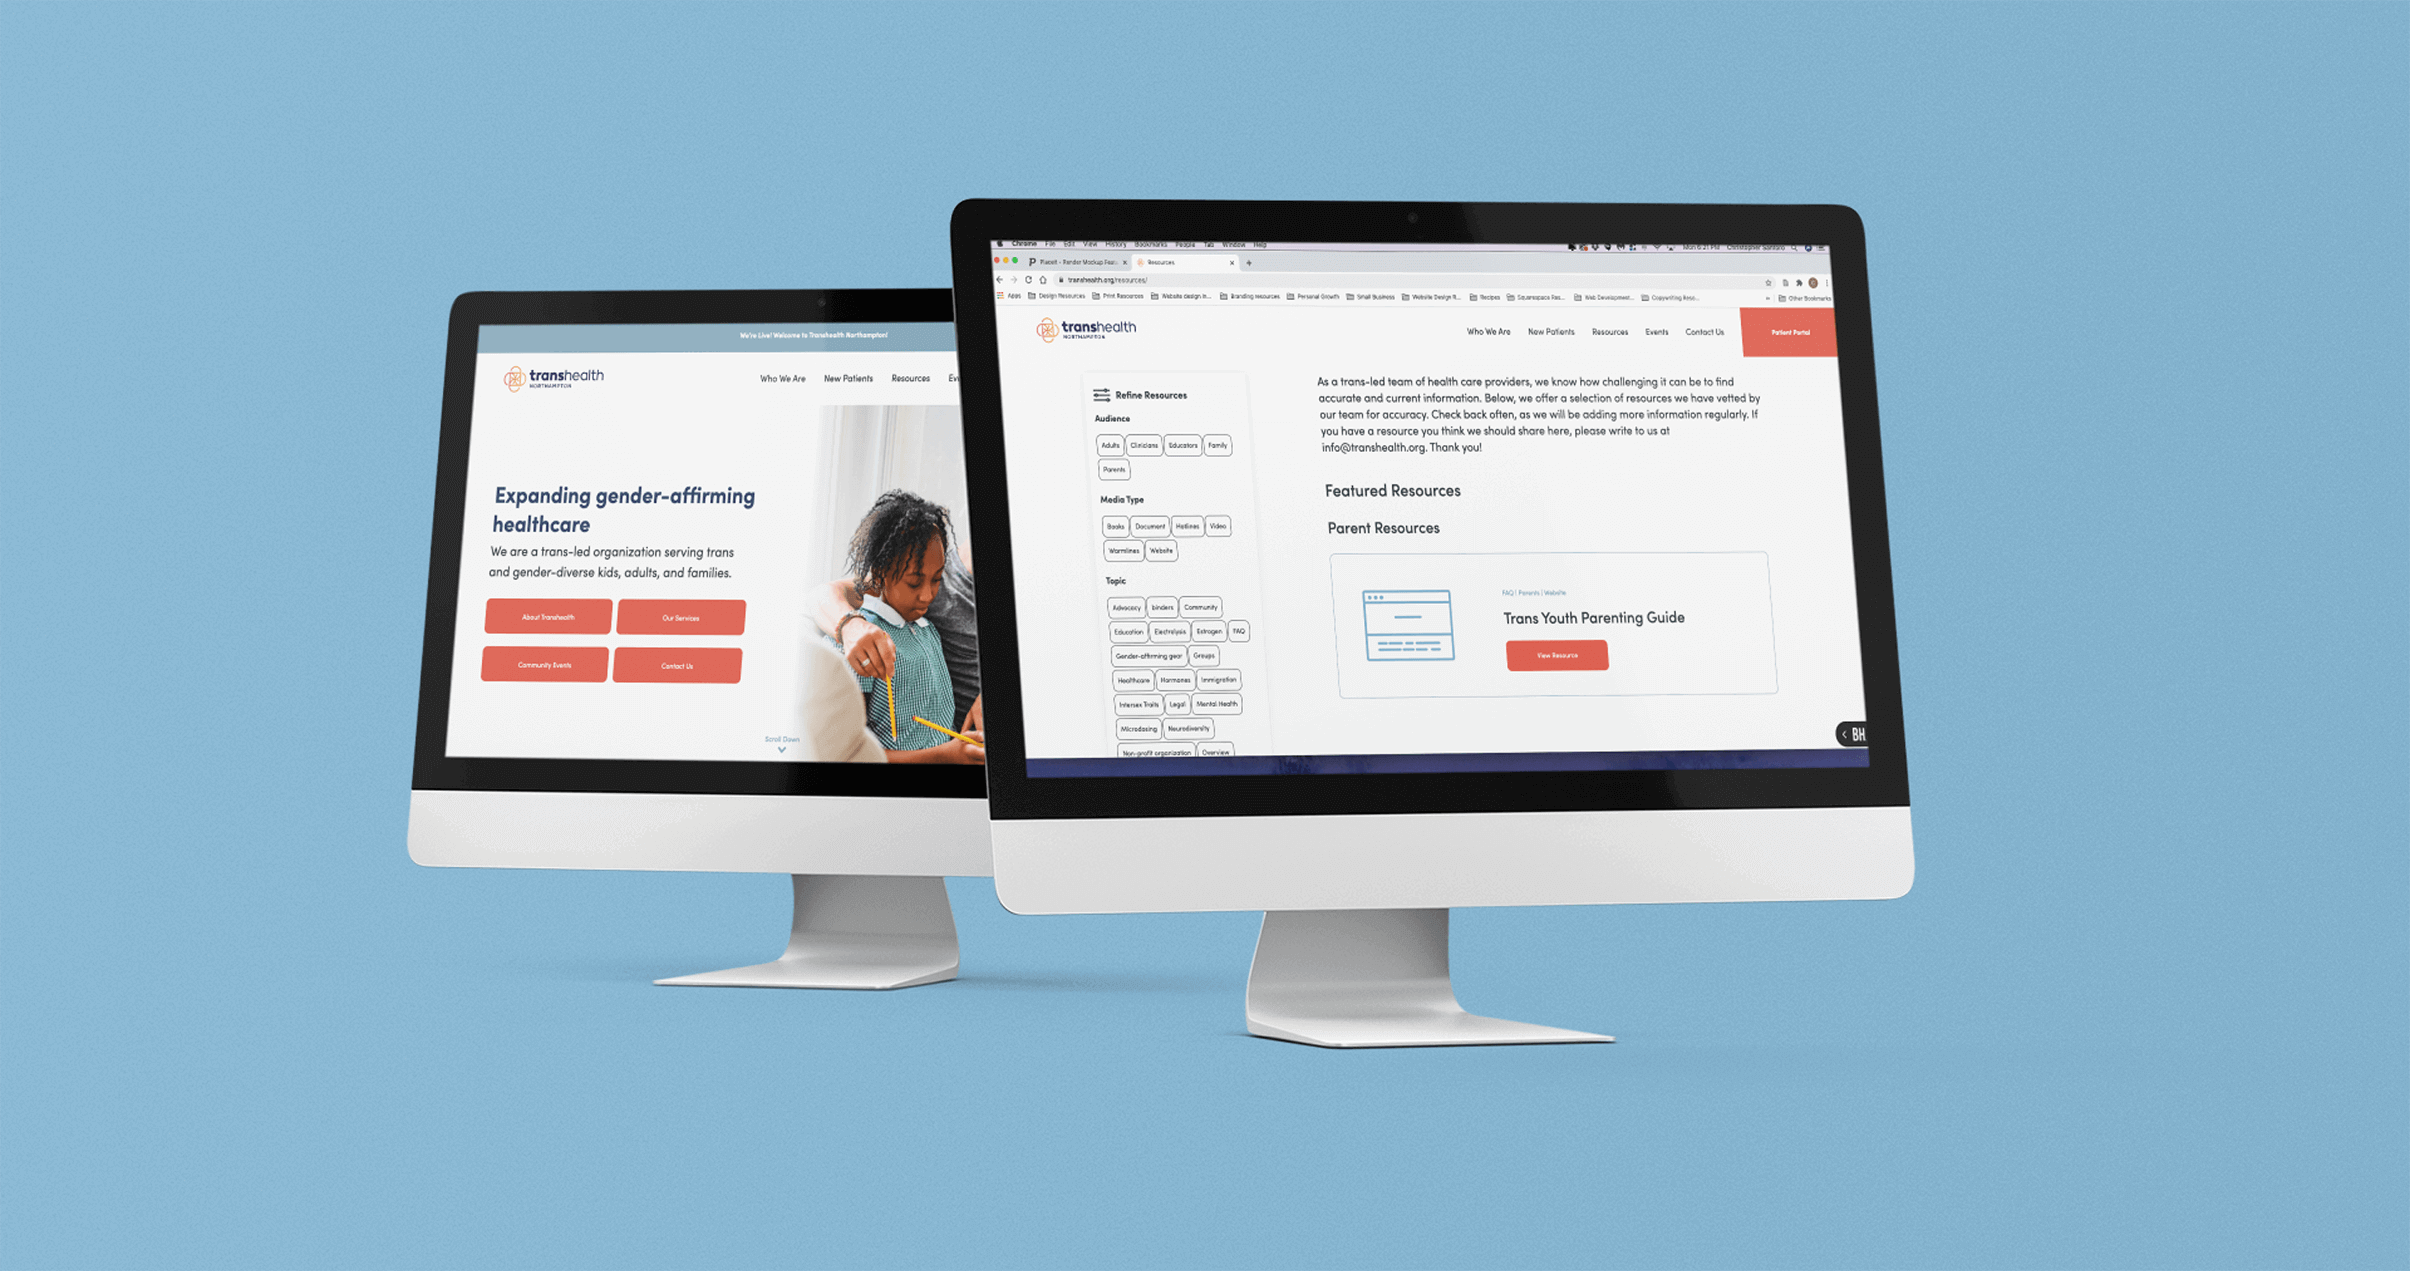 We're Live! Welcome to Transhealth Northampton!
transhealth
NORTHAMPTON
Who We Are
New Patients
Resources
Expanding gender-affirming
healthcare
We are a trans-led organization serving trans
and gender-diverse kids, adults, and families.
About Transhealth
Our Services
Community Events
Contact Us
Scroll Down
Chrome File Edit View History Bookmarks People Tab Window Help
Mon 6:21 PM
Resources
transhealth.org/resources/
Apps Design Resources Print Resources Website design in... Branding resources Personal Growth Small Business Website Design R... Recipes Squarespace Res... Web Development... Copywriting Reso... Other Bookmarks
transhealth
NORTHAMPTON
Who We Are
New Patients
Resources
Events
Contact Us
Patient Portal
Refine Resources
Audience
Adults Clinicians Educators Family
Parents
Media Type
Books Document Hotlines Video
Warmlines Website
Topic
Advocacy binders Community
Education Electrolysis Estrogen FAQ
Gender-affirming gear Groups
Healthcare Hormones Immigration
Intersex Traits Legal Mental Health
Microdosing Neurodiversity
Non-profit organization Overview
As a trans-led team of health care providers, we know how challenging it can be to find
accurate and current information. Below, we offer a selection of resources we have vetted by
our team for accuracy. Check back often, as we will be adding more information regularly. If
you have a resource you think we should share here, please write to us at
info@transhealth.org. Thank you!
Featured Resources
Parent Resources
FAQ | Parents | Website
Trans Youth Parenting Guide
View Resource
BH